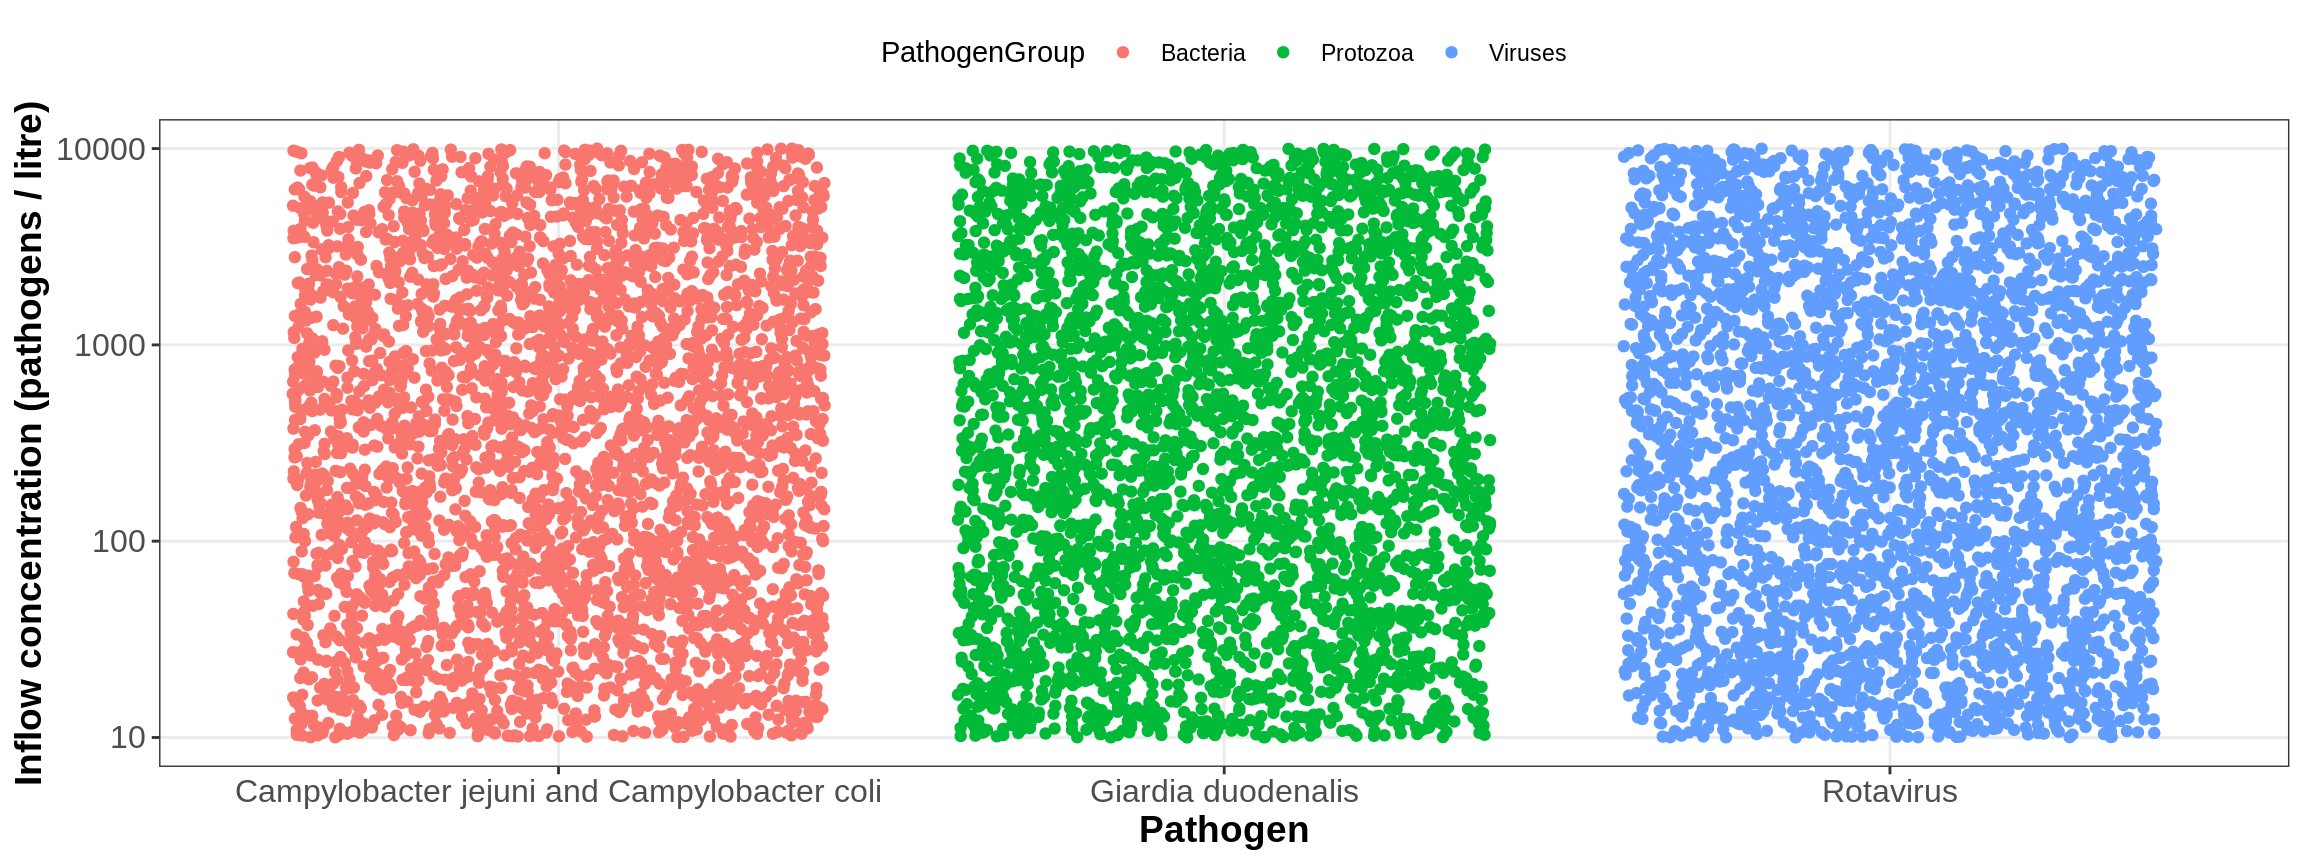 PathogenGroup Bacteria Protozoa Viruses
Inflow concentration (pathogens / litre)
10000
1000
100
10
Campylobacter jejuni and Campylobacter coli Giardia duodenalis Rotavirus
Pathogen